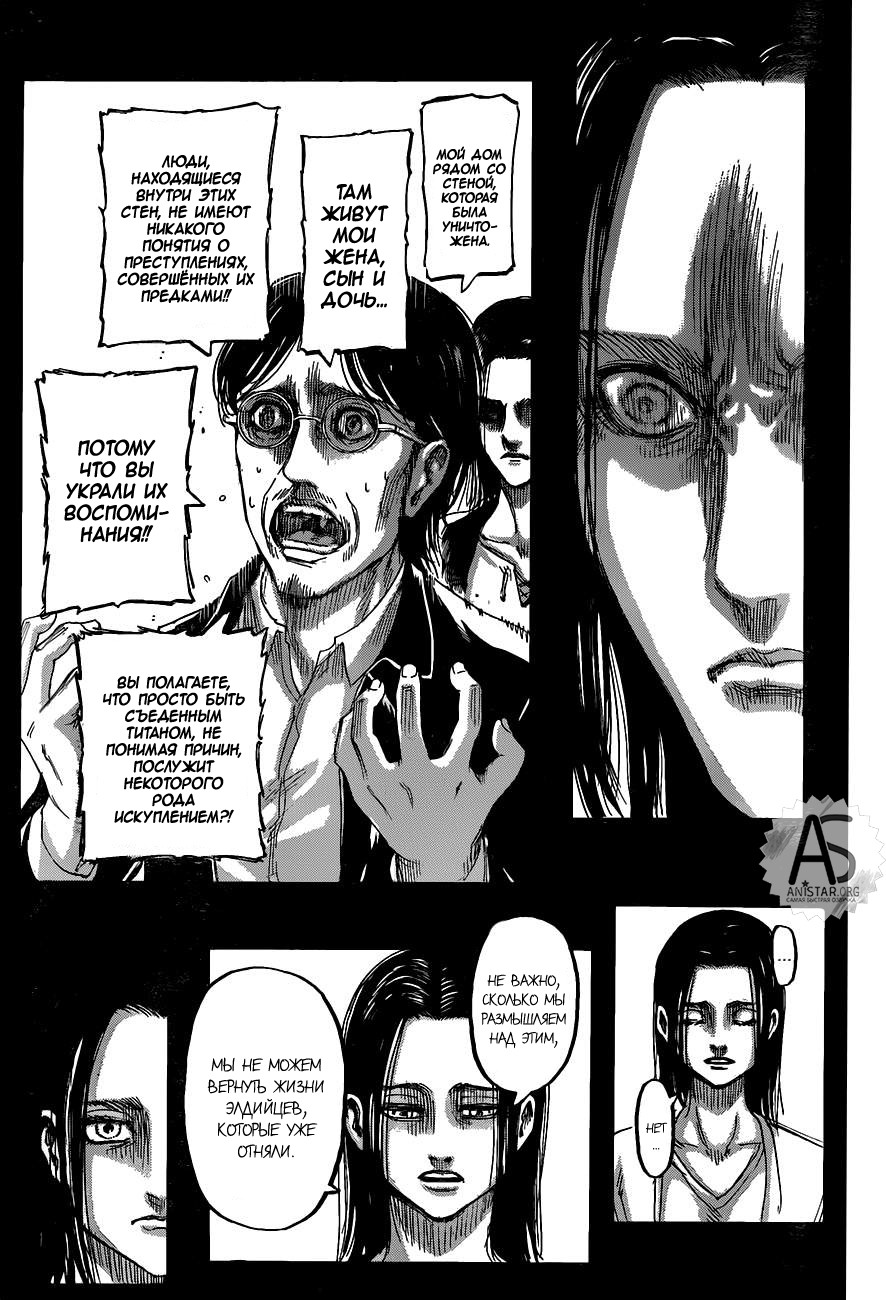 МОЙ ДОМ
РЯДОМ СО
СТЕНОЙ,
КОТОРАЯ
БЫЛА
УНИЧТО-
ЖЕНА.
ТАМ
ЖИВУТ
МОИ
ЖЕНА,
СЫН И
ДОЧЬ...
ЛЮДИ,
НАХОДЯЩИЕСЯ
ВНУТРИ ЭТИХ
СТЕН, НЕ ИМЕЮТ
НИКАКОГО
ПОНЯТИЯ О
ПРЕСТУПЛЕНИЯХ,
СОВЕРШЁННЫХ ИХ
ПРЕДКАМИ!!
ПОТОМУ
ЧТО ВЫ
УКРАЛИ ИХ
ВОСПОМИ-
НАНИЯ!!
ВЫ ПОЛАГАЕТЕ,
ЧТО ПРОСТО БЫТЬ
СЪЕДЕННЫМ
ТИТАНОМ, НЕ
ПОНИМАЯ ПРИЧИН,
ПОСЛУЖИТ
НЕКОТОРОГО
РОДА
ИСКУПЛЕНИЕМ?!
AS
ANISTAR.ORG
САМАЯ БЫСТРАЯ ОЗВУЧКА
....
НЕТ
...
НЕ ВАЖНО,
СКОЛЬКО МЫ
РАЗМЫШЛЯЕМ
НАД ЭТИМ,
МЫ НЕ МОЖЕМ
ВЕРНУТЬ ЖИЗНИ
ЭЛДИЙЦЕВ,
КОТОРЫЕ УЖЕ
ОТНЯЛИ.